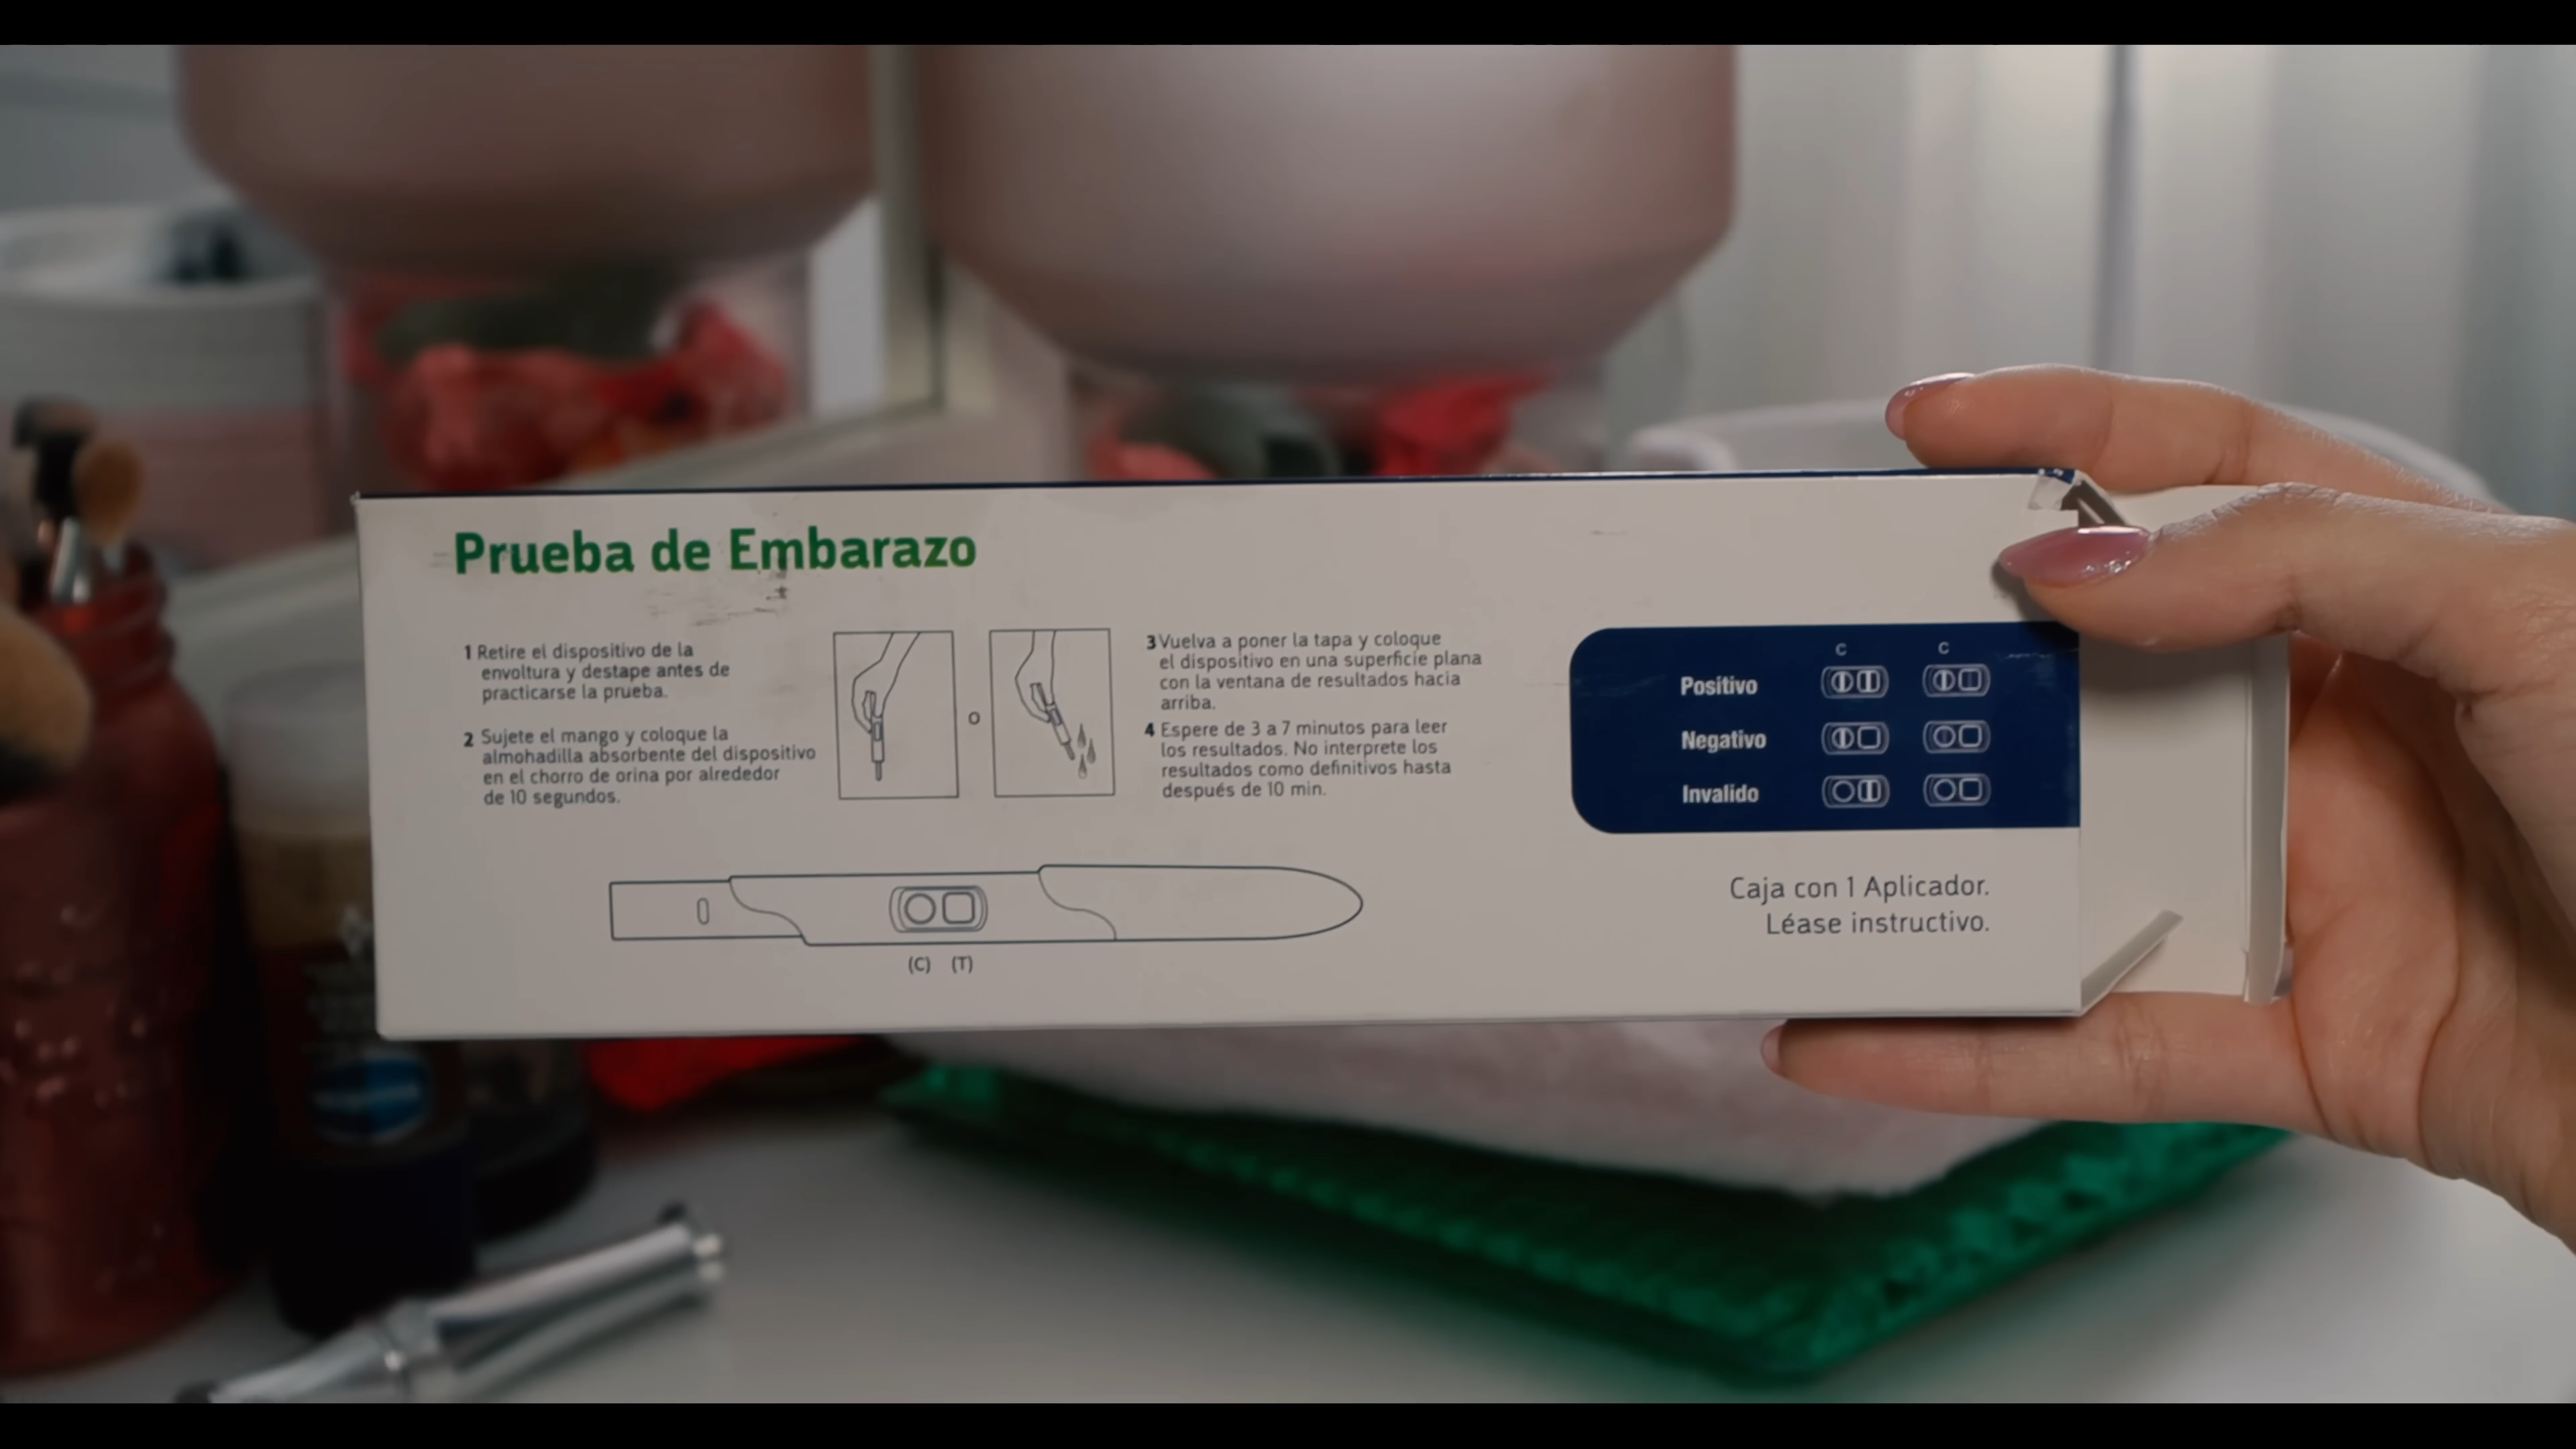 Prueba de Embarazo
1 Retire el dispositivo de la
envoltura y destape antes de
practicarse la prueba.
2 Sujete el mango y coloque la
almohadilla absorbente del dispositivo
en el chorro de orina por alrededor
de 10 segundos.
o
3 Vuelva a poner la tapa y coloque
el dispositivo en una superficie plana
con la ventana de resultados hacia
arriba.
4 Espere de 3 a 7 minutos para leer
los resultados. No interprete los
resultados como definitivos hasta
después de 10 min.
C C
Positivo
Negativo
Invalido
(C) (T)
Caja con 1 Aplicador.
Léase instructivo.